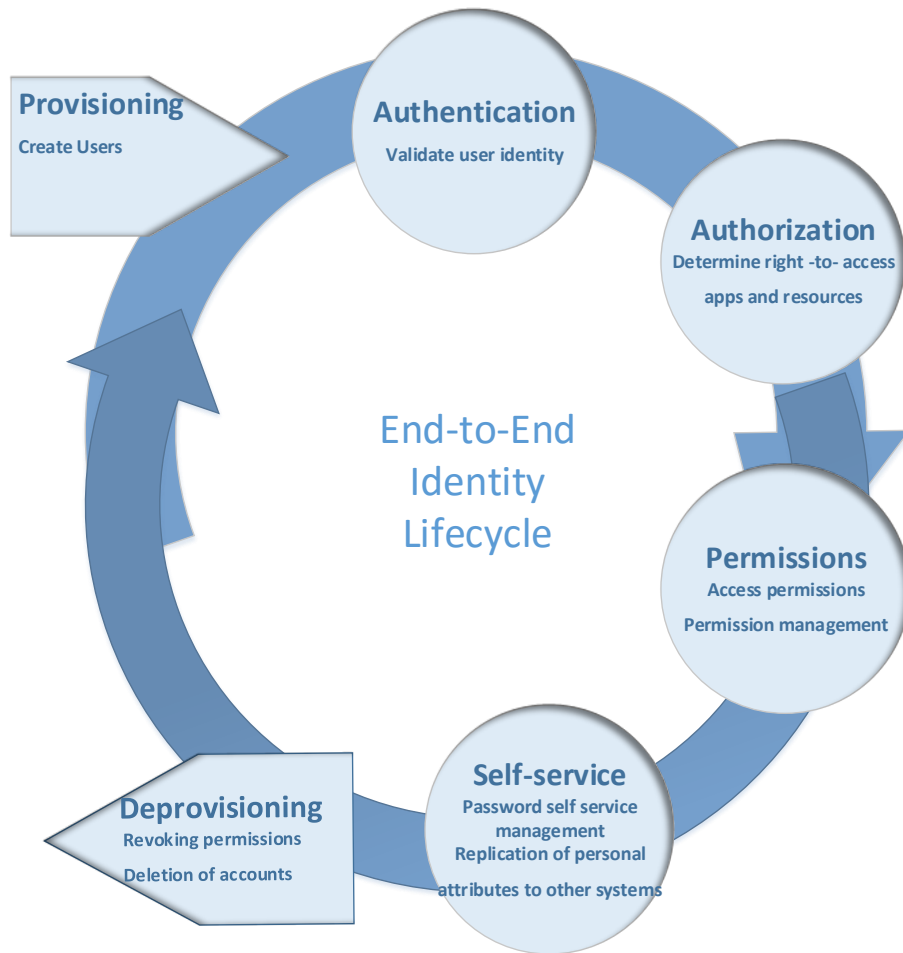 Provisioning
Create Users
Authentication
Validate user identity
Authorization
Determine right -to- access
apps and resources
End-to-End
Identity
Lifecycle
Permissions
Access permissions
Permission management
Self-service
Password self service
management
Replication of personal
attributes to other systems
Deprovisioning
Revoking permissions
Deletion of accounts